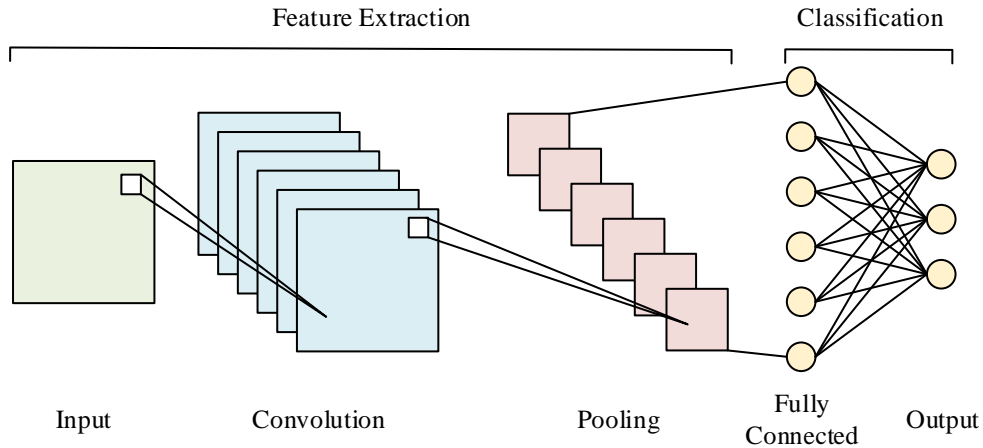 Feature Extraction
Classification
Input
Convolution
Pooling
Fully
Connected
Output